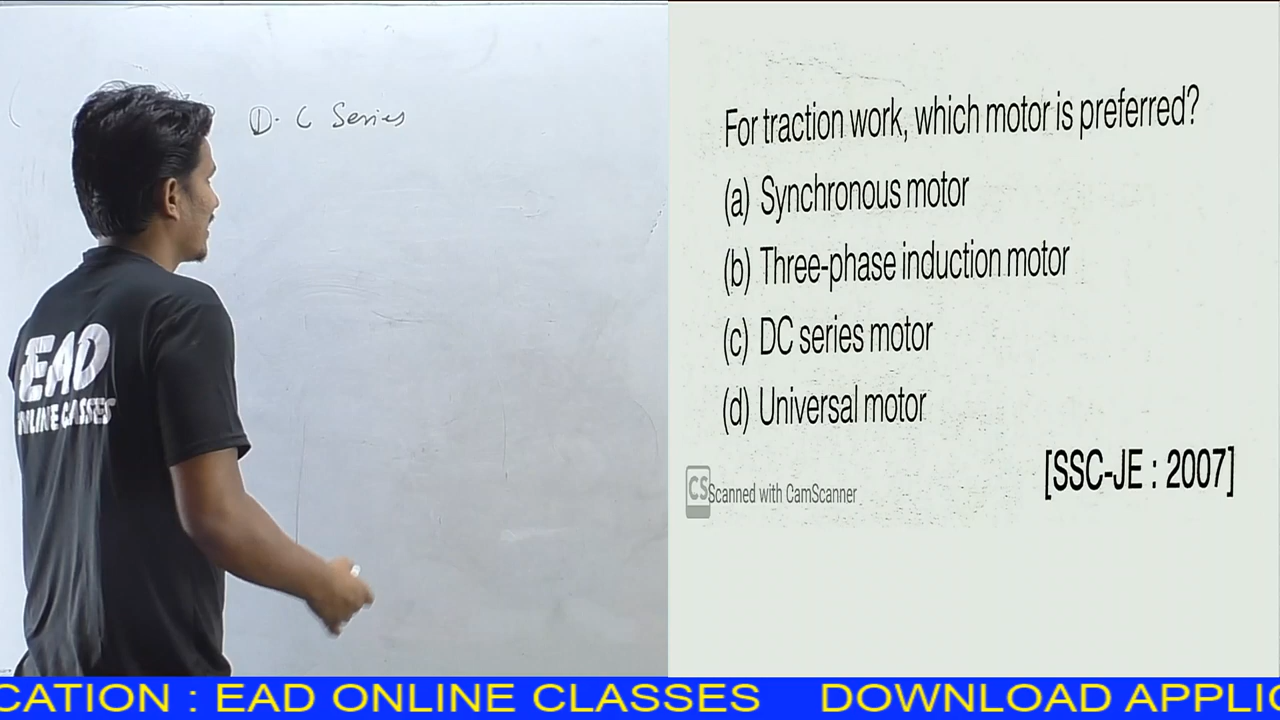 D. C Series
EAD
ONLINE CLASSES
For traction work, which motor is preferred?
(a) Synchronous motor
(b) Three-phase induction motor
(c) DC series motor
(d) Universal motor
[SSC-JE : 2007]
CS Scanned with CamScanner
CATION : EAD ONLINE CLASSES DOWNLOAD APPLIC